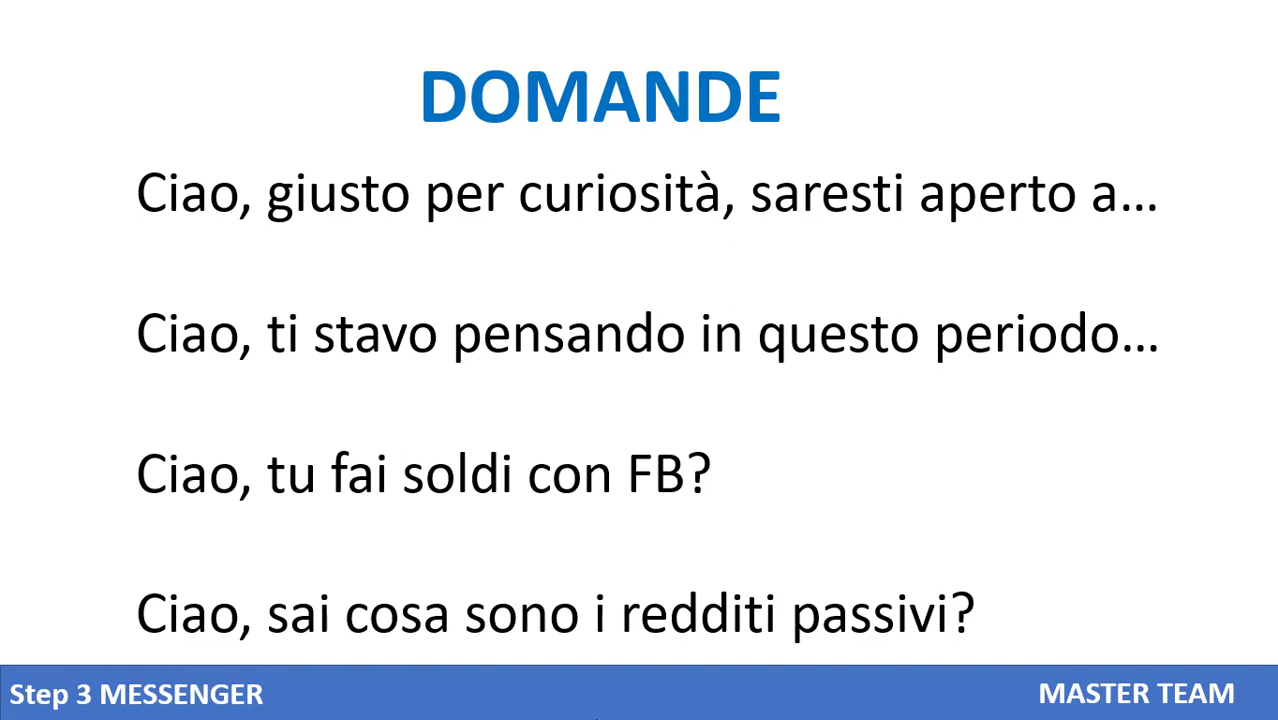 DOMANDE
Ciao, giusto per curiosità, saresti aperto a…
Ciao, ti stavo pensando in questo periodo…
Ciao, tu fai soldi con FB?
Ciao, sai cosa sono i redditi passivi?
Step 3 MESSENGER
MASTER TEAM